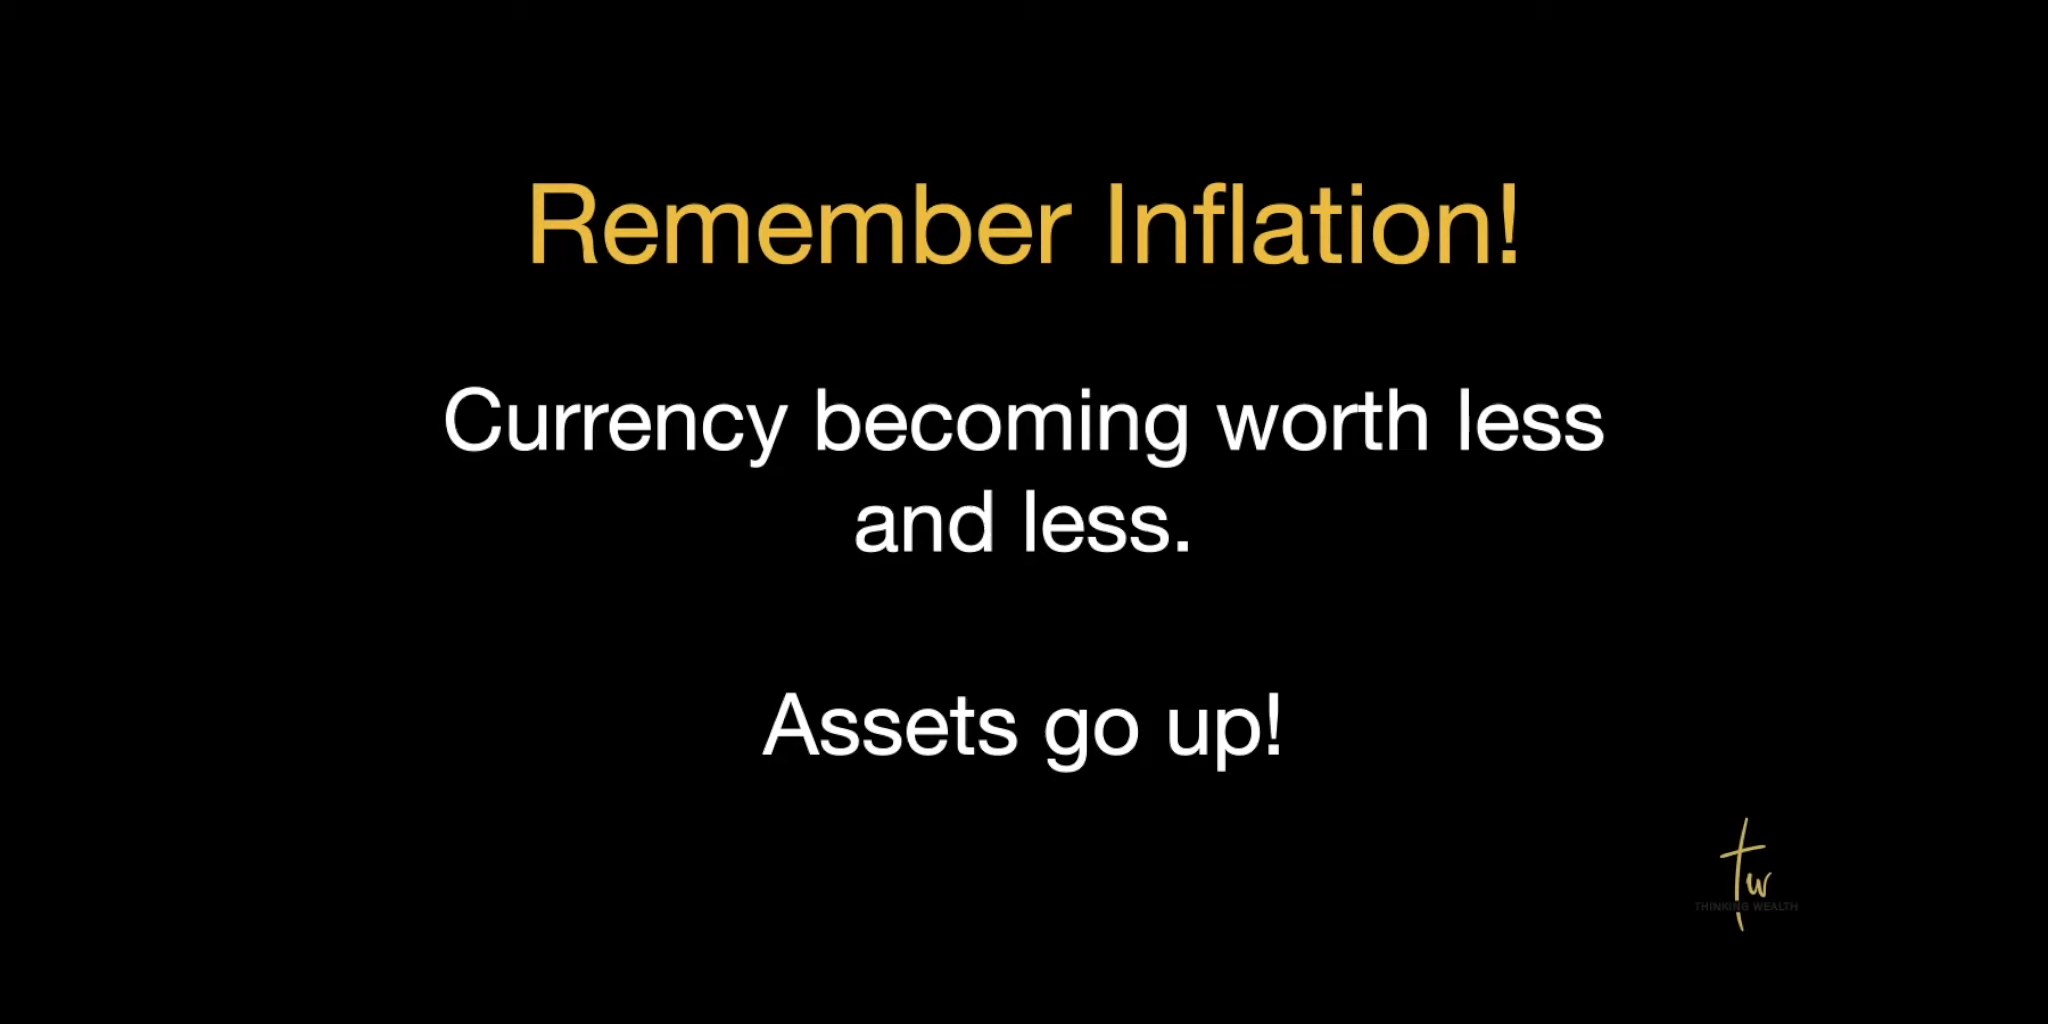 Remember Inflation!
Currency becoming worth less
and less.
Assets go up!
tw
THINKING WEALTH